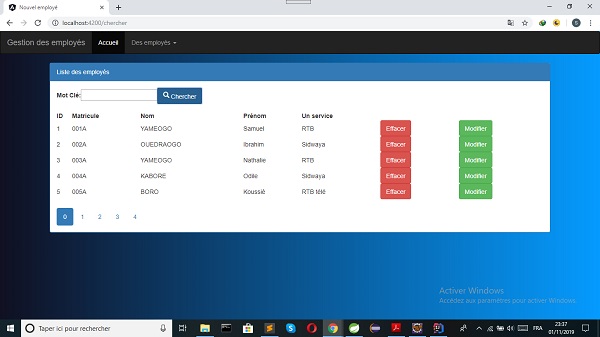 Nouvel employé
localhost:4200/chercher
Gestion des employés Accueil Des employés
Liste des employés
Mot Clé: Chercher
ID Matricule Nom Prénom Un service
1 001A YAMEOGO Samuel RTB Effacer Modifier
2 002A OUEDRAOGO Ibrahim Sidwaya Effacer Modifier
3 003A YAMEOGO Nathalie RTB Effacer Modifier
4 004A KABORE Odile Sidwaya Effacer Modifier
5 005A BORO Koussiè RTB télé Effacer Modifier
0 1 2 3 4
Activer Windows
Accédez aux paramètres pour activer Windows.
Taper ici pour rechercher
FRA
23:37
01/11/2019